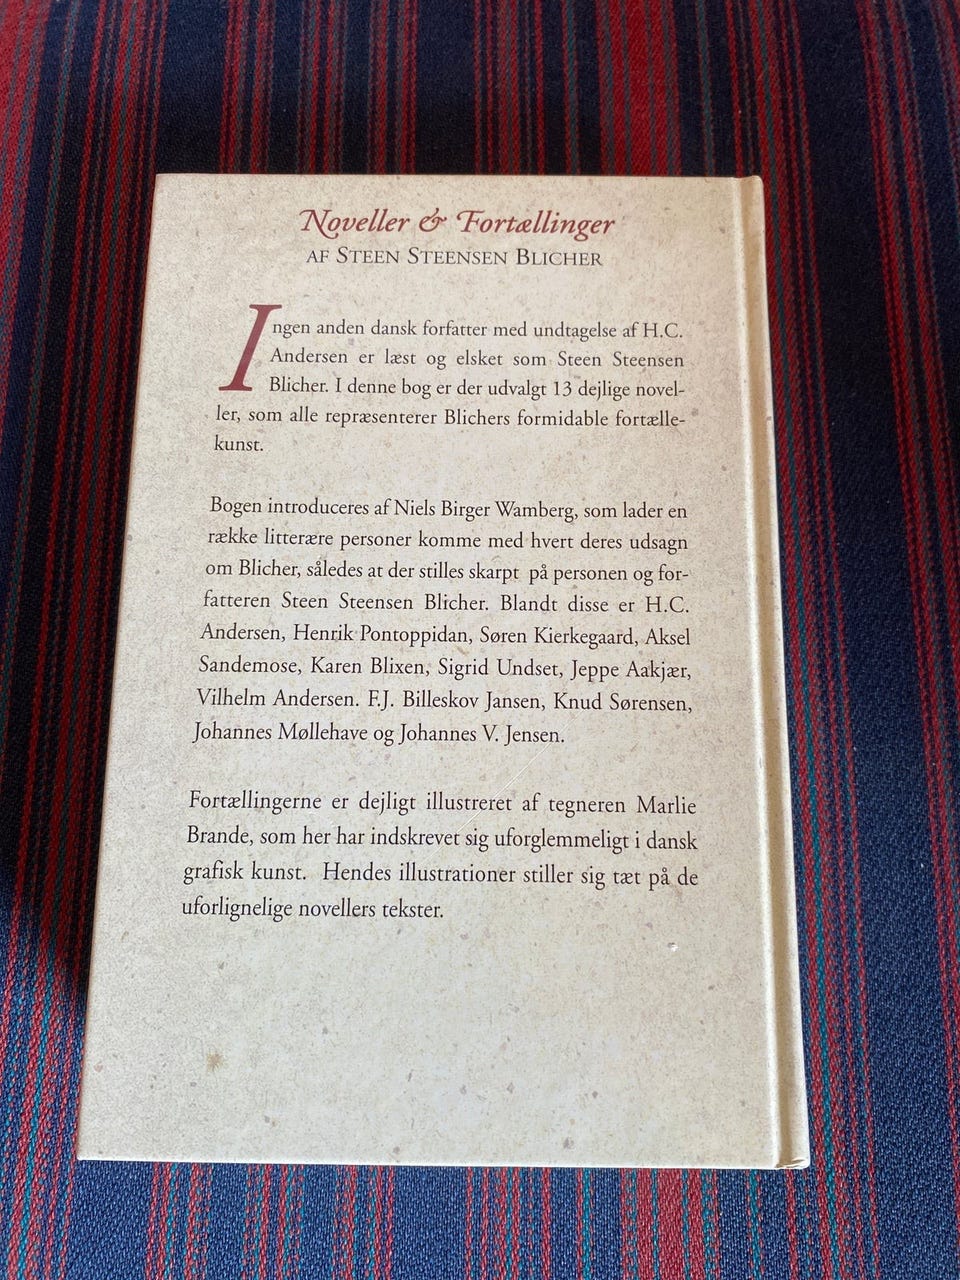 Noveller & Fortællinger
AF STEEN STEENSEN BLICHER
Ingen anden dansk forfatter med undtagelse af H.C.
Andersen er læst og elsket som Steen Steensen
Blicher. I denne bog er der udvalgt 13 dejlige novel-
ler, som alle repræsenterer Blichers formidable fortælle-
kunst.
Bogen introduceres af Niels Birger Wamberg, som lader en
række litterære personer komme med hvert deres udsagn
om Blicher, således at der stilles skarpt på personen og for-
fatteren Steen Steensen Blicher. Blandt disse er H.C.
Andersen, Henrik Pontoppidan, Søren Kierkegaard, Aksel
Sandemose, Karen Blixen, Sigrid Undset, Jeppe Aakjær,
Vilhelm Andersen. F.J. Billeskov Jansen, Knud Sørensen,
Johannes Møllehave og Johannes V. Jensen.
Fortællingerne er dejligt illustreret af tegneren Marlie
Brande, som her har indskrevet sig uforglemmeligt i dansk
grafisk kunst. Hendes illustrationer stiller sig tæt på de
uforlignelige novellers tekster.